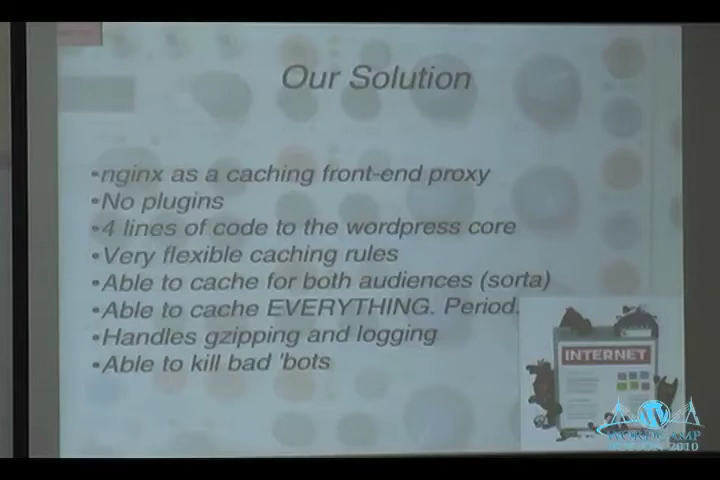 Our Solution
•nginx as a caching front-end proxy
•No plugins
•4 lines of code to the wordpress core
•Very flexible caching rules
•Able to cache for both audiences (sorta)
•Able to cache EVERYTHING. Period.
•Handles gzipping and logging
•Able to kill bad 'bots
INTERNET
WORDCAMP
2010